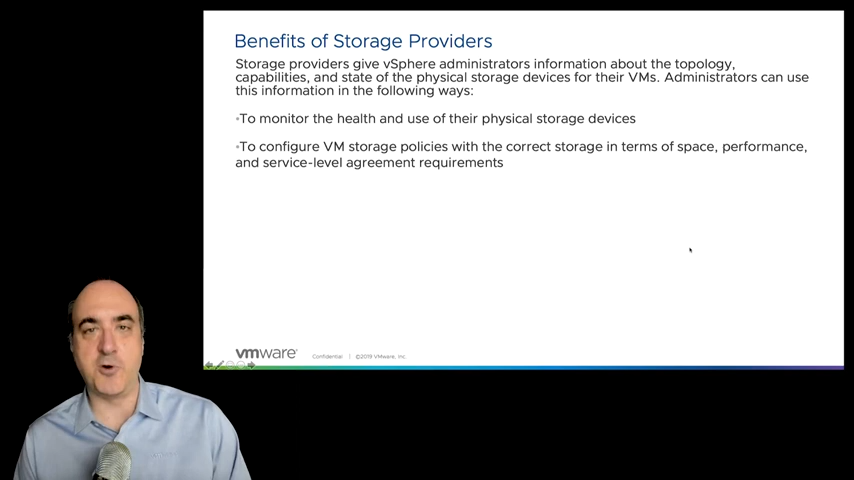 Benefits of Storage Providers
Storage providers give vSphere administrators information about the topology,
capabilities, and state of the physical storage devices for their VMs. Administrators can use
this information in the following ways:
•To monitor the health and use of their physical storage devices
•To configure VM storage policies with the correct storage in terms of space, performance,
and service-level agreement requirements
vmware® Confidential | ©2019 VMware, Inc.